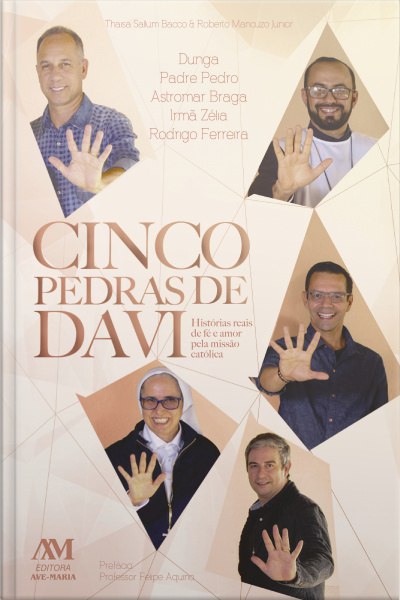 Thaisa Sallum Bacco & Roberto Mancuzo Junior
Dunga
Padre Pedro
Astromar Braga
Irmã Zélia
Rodrigo Ferreira
CINCO
PEDRAS DE
DAVI
Histórias reais
de fé e amor
pela missão
católica
AM
EDITORA
AVE-MARIA
Prefácio
Professor Felipe Aquino